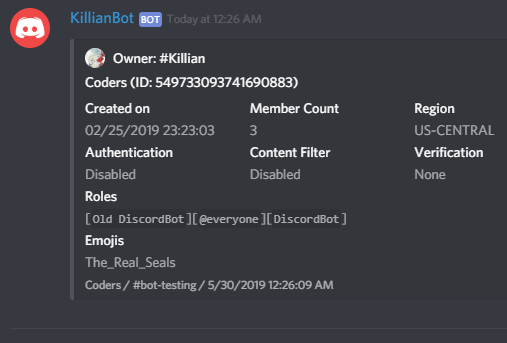 KillianBot BOT Today at 12:26 AM
Owner: #Killian
Coders (ID: 549733093741690883)
Created on Member Count Region
02/25/2019 23:23:03 3 US-CENTRAL
Authentication Content Filter Verification
Disabled Disabled None
Roles
[Old DiscordBot][@everyone][DiscordBot]
Emojis
The_Real_Seals
Coders / #bot-testing / 5/30/2019 12:26:09 AM